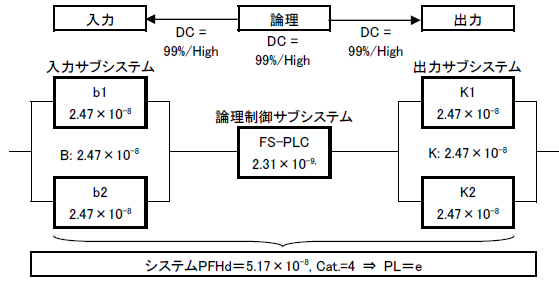 入力
論理
出力
DC =
99%/High
DC =
99%/High
DC =
99%/High
入力サブシステム
出力サブシステム
論理制御サブシステム
b1
2.47×10⁻⁸
B: 2.47×10⁻⁸
b2
2.47×10⁻⁸
FS-PLC
2.31×10⁻⁹·
K1
2.47×10⁻⁸
K: 2.47×10⁻⁸
K2
2.47×10⁻⁸
システムPFHd=5.17×10⁻⁸, Cat.=4 ⇒ PL=e